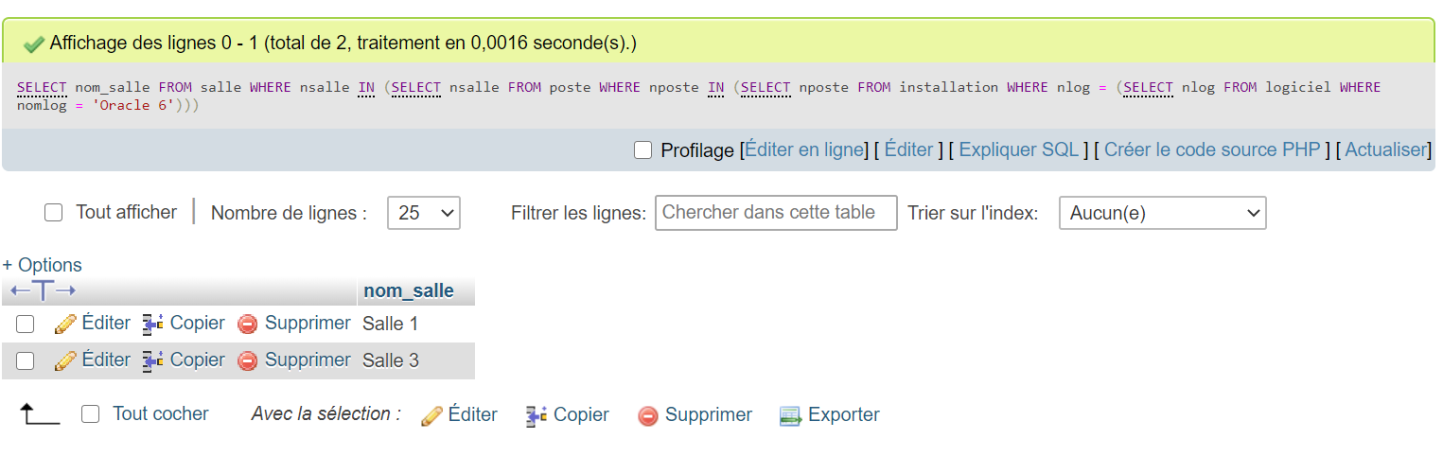 Affichage des lignes 0 - 1 (total de 2, traitement en 0,0016 seconde(s).)
SELECT nom_salle FROM salle WHERE nsalle IN (SELECT nsalle FROM poste WHERE nposte IN (SELECT nposte FROM installation WHERE nlog = (SELECT nlog FROM logiciel WHERE
nomlog = 'Oracle 6')))
Profilage [Éditer en ligne] [ Éditer ] [ Expliquer SQL ] [ Créer le code source PHP ] [ Actualiser]
Tout afficher | Nombre de lignes : 25 Filtrer les lignes: Chercher dans cette table Trier sur l'index: Aucun(e)
+ Options
←T→ nom_salle
Éditer Copier Supprimer Salle 1
Éditer Copier Supprimer Salle 3
Tout cocher Avec la sélection : Éditer Copier Supprimer Exporter